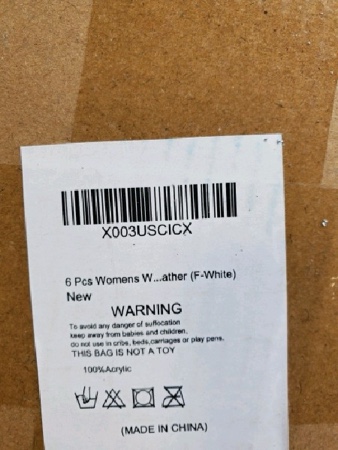 X003USCICX
6 Pcs Womens W...ather (F-White)
New
WARNING
To avoid any danger of suffocation
keep away from babies and children.
do not use in cribs, beds,carriages or play pens.
THIS BAG IS NOT A TOY
100%Acrylic
(MADE IN CHINA)